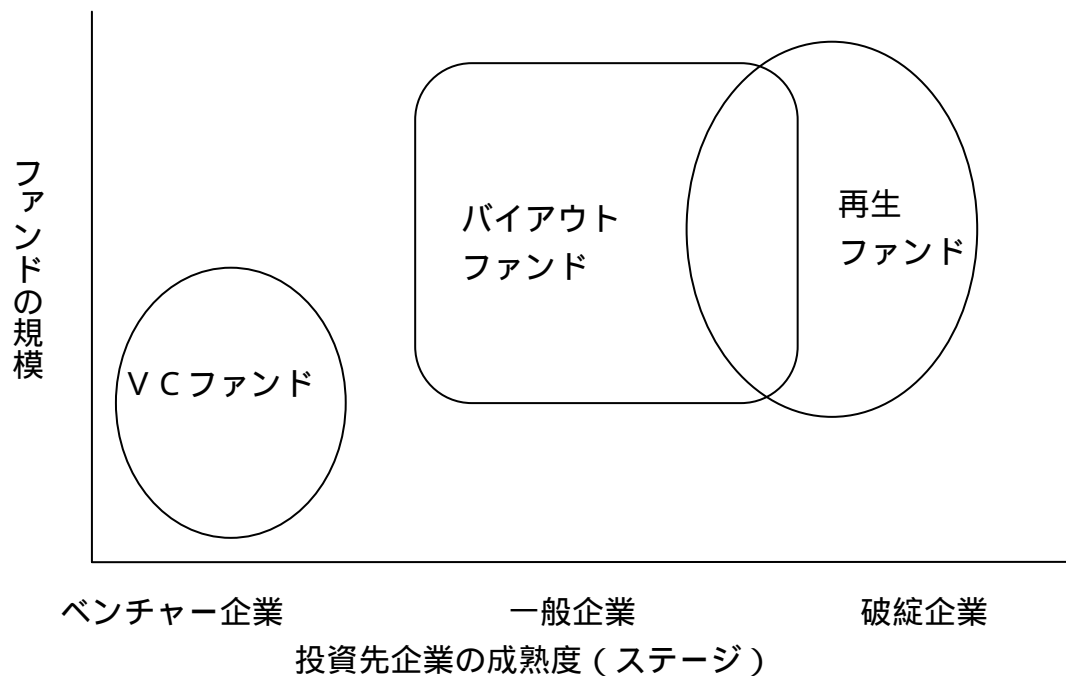 ファンドの規模
バイアウト
ファンド
再生
ファンド
ＶＣファンド
ベンチャー企業
一般企業
破綻企業
投資先企業の成熟度（ステージ）